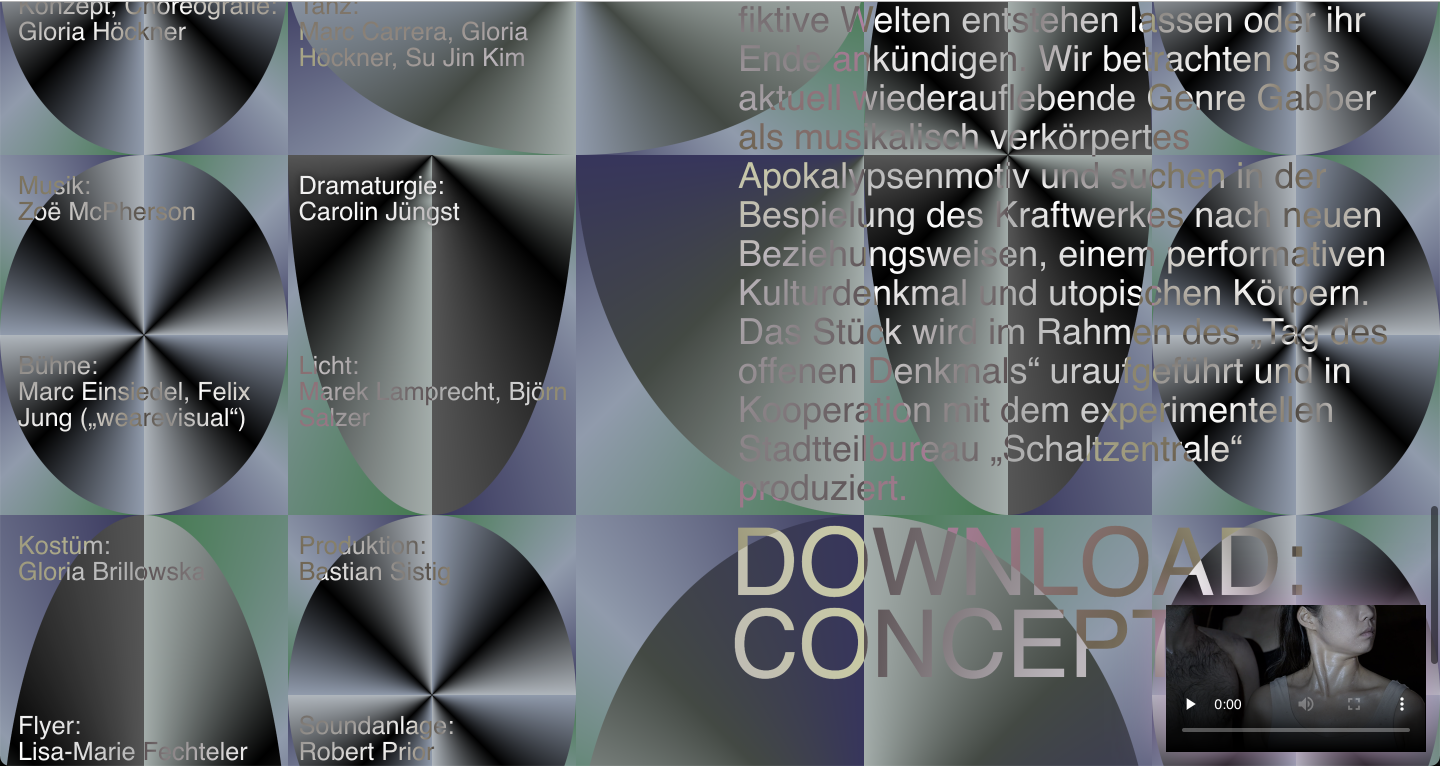 Konzept, Choreografie:
Gloria Höckner
Tanz:
Marc Carrera, Gloria
Höckner, Su Jin Kim
Musik:
Zoë McPherson
Dramaturgie:
Carolin Jüngst
Bühne:
Marc Einsiedel, Felix
Jung („wearevisual“)
Licht:
Marek Lamprecht, Björn
Salzer
Kostüm:
Gloria Brillowska
Produktion:
Bastian Sistig
Flyer:
Lisa-Marie Fechteler
Soundanlage:
Robert Prior
fiktive Welten entstehen lassen oder ihr
Ende ankündigen. Wir betrachten das
aktuell wiederauflebende Genre Gabber
als musikalisch verkörpertes
Apokalypsenmotiv und suchen in der
Bespielung des Kraftwerkes nach neuen
Beziehungsweisen, einem performativen
Kulturdenkmal und utopischen Körpern.
Das Stück wird im Rahmen des „Tag des
offenen Denkmals“ uraufgeführt und in
Kooperation mit dem experimentellen
Stadtteilbureau „Schaltzentrale“
produziert.
DOWNLOAD:
CONCEPT
0:00